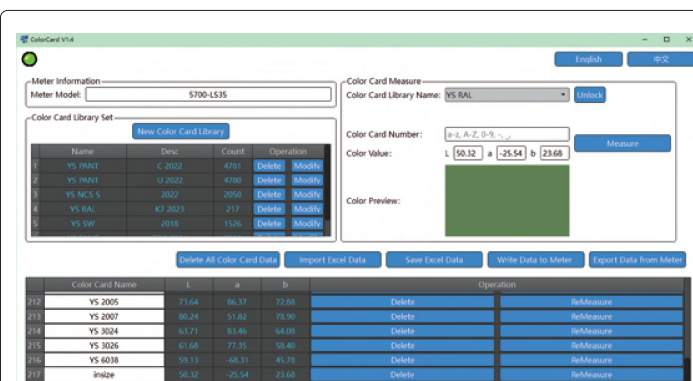 ColorCard V1.4
English 中文
Meter Information
Meter Model: 5700-LS35
Color Card Library Set
New Color Card Library
Name Desc Count Operation
1 YS PANT C 2022 4781 Delete Modify
2 YS PANT U 2022 4780 Delete Modify
3 YS NCS S 2022 2050 Delete Modify
4 YS RAL K7 2023 217 Delete Modify
5 YS SW 2018 1526 Delete Modify
Color Card Measure
Color Card Library Name: YS RAL Unlock
Color Card Number: a-z, A-Z, 0-9, -, _,
Measure
Color Value: L 50.32 a -25.54 b 23.68
Color Preview:
Delete All Color Card Data Import Excel Data Save Excel Data Write Data to Meter Export Data from Meter
Color Card Name L a b Operation
212 YS 2005 73.64 86.37 72.88 Delete ReMeasure
213 YS 2007 80.24 51.82 78.90 Delete ReMeasure
214 YS 3024 63.71 83.46 64.08 Delete ReMeasure
215 YS 3026 61.68 77.35 58.40 Delete ReMeasure
216 YS 6038 59.13 -68.31 45.78 Delete ReMeasure
217 insize 50.32 -25.54 23.68 Delete ReMeasure